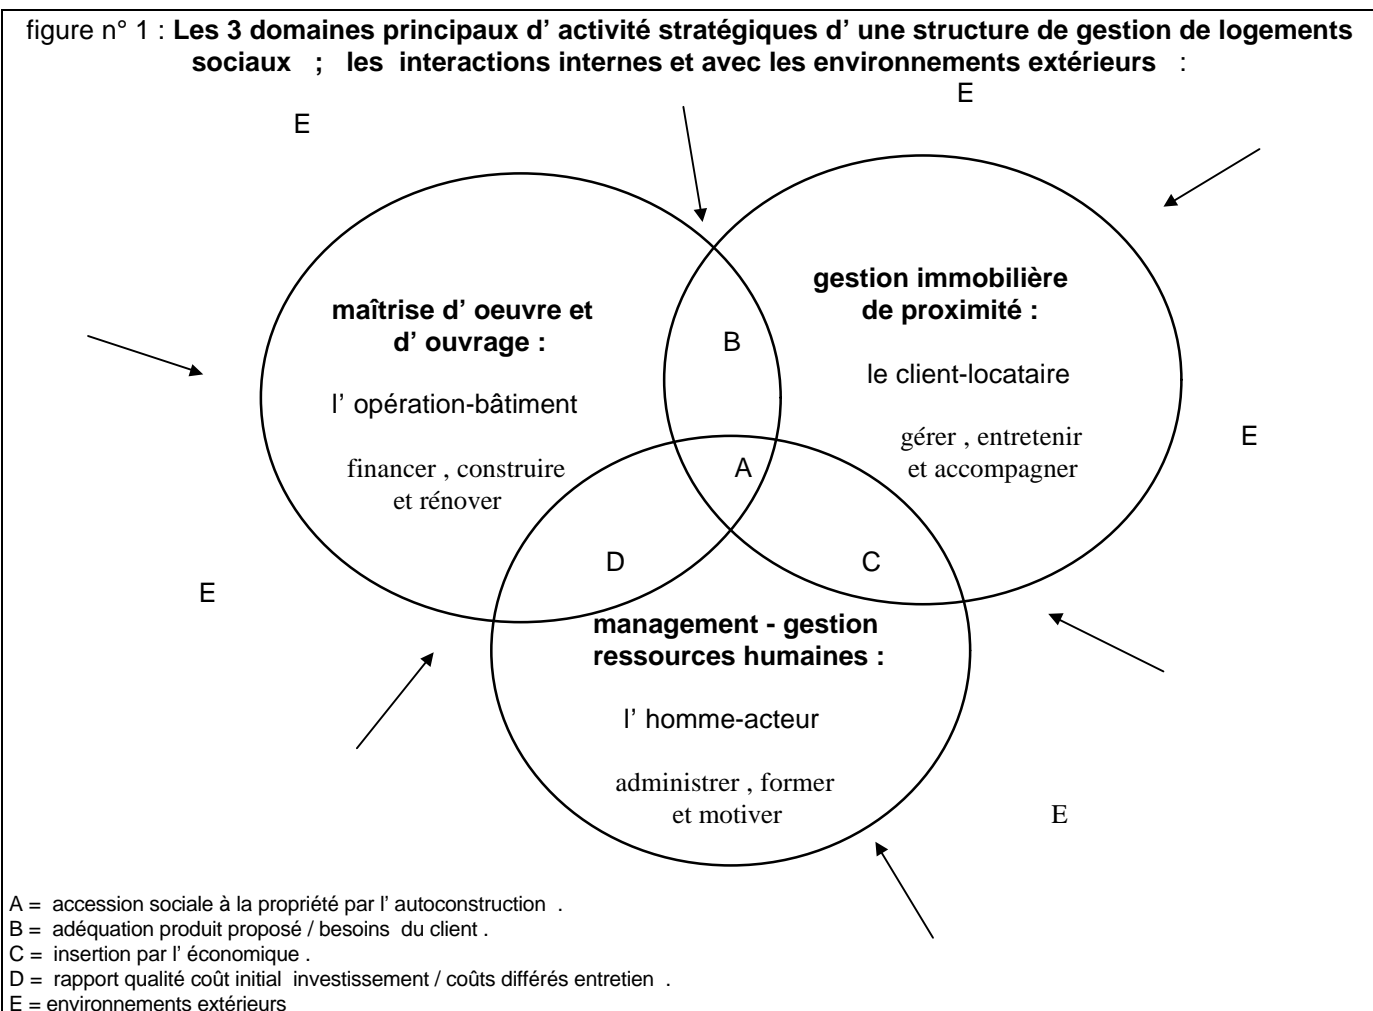 figure n° 1 : Les 3 domaines principaux d’ activité stratégiques d’ une structure de gestion de logements
sociaux ; les interactions internes et avec les environnements extérieurs :
E
E
maîtrise d’ oeuvre et
d’ ouvrage :
l’ opération-bâtiment
financer , construire
et rénover
B
gestion immobilière
de proximité :
le client-locataire
gérer , entretenir
et accompagner
E
A
D
C
E
management - gestion
ressources humaines :
l’ homme-acteur
administrer , former
et motiver
E
A = accession sociale à la propriété par l’ autoconstruction .
B = adéquation produit proposé / besoins du client .
C = insertion par l’ économique .
D = rapport qualité coût initial investissement / coûts différés entretien .
E = environnements extérieurs